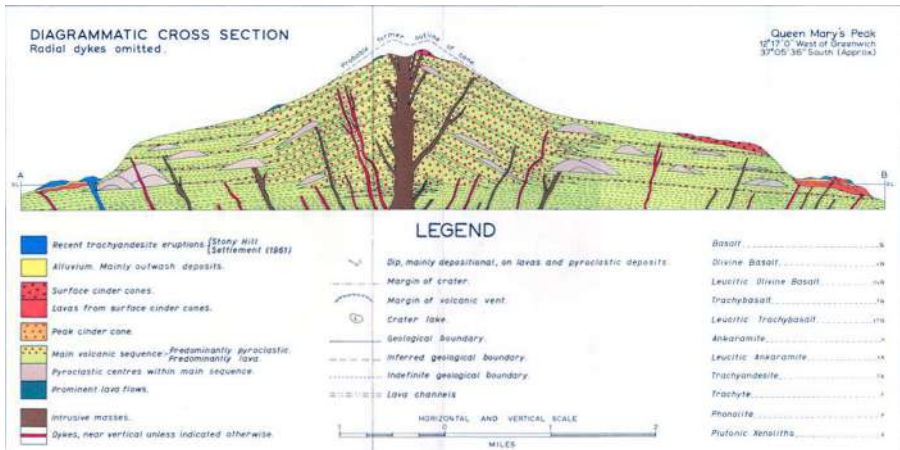 DIAGRAMMATIC CROSS SECTION
Radial dykes omitted.
Probable former outline of cone
Queen Mary's Peak
12°17'0" West of Greenwich
37°05'36" South (Approx)
A
B
S.L.
S.L.
LEGEND
Recent trachyandesite eruptions: {Stony Hill
Settlement (1961)
Alluvium. Mainly outwash deposits.
Surface cinder cones.
Lavas from surface cinder cones.
Peak cinder cone.
Main volcanic sequence:- Predominantly pyroclastic.
Predominantly lava.
Pyroclastic centres within main sequence.
Prominent lava flows.
Intrusive masses.
Dykes, near vertical unless indicated otherwise.
Dip, mainly depositional, on lavas and pyroclastic deposits.
Margin of crater.
Margin of volcanic vent.
Crater lake.
Geological boundary.
Inferred geological boundary.
Indefinite geological boundary.
Lava channels
HORIZONTAL AND VERTICAL SCALE
1 0 1 2
MILES
Basalt
Olivine Basalt
Leucitic Olivine Basalt
Trachybasalt
Leucitic Trachybasalt
Ankaramite
Leucitic Ankaramite
Trachyandesite
Trachyte
Phonolite
Plutonic Xenoliths